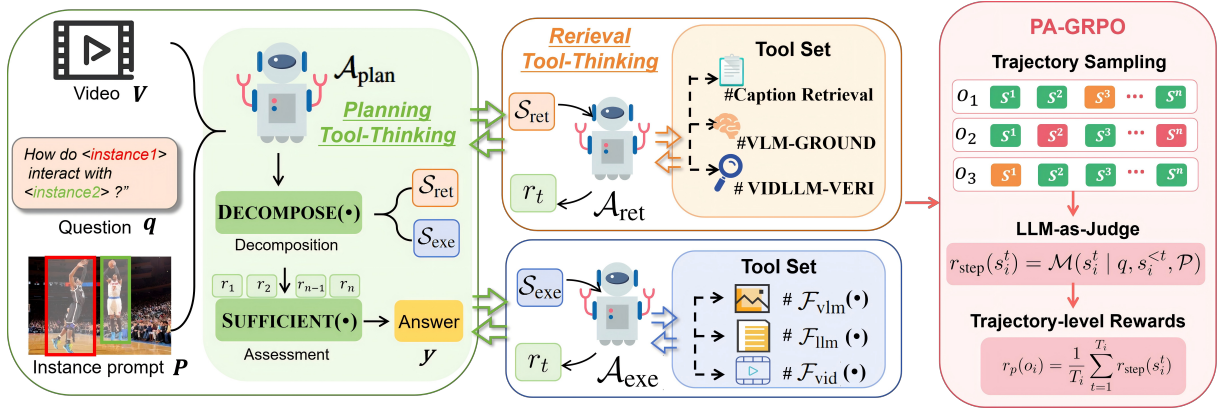 Video V
How do <instance1>
interact with
<instance2> ?"
Question q
Instance prompt P
A_plan
Planning
Tool-Thinking
DECOMPOSE(•)
Decomposition
S_ret
S_exe
r_1 r_2 r_{n−1} r_n
SUFFICIENT(•)
Assessment
Answer
y
Rerieval
Tool-Thinking
S_ret
r_t
A_ret
Tool Set
#Caption Retrieval
#VLM-GROUND
# VIDLLM-VERI
S_exe
r_t
A_exe
Tool Set
# F_vlm(•)
# F_llm(•)
# F_vid(•)
PA-GRPO
Trajectory Sampling
O_1 S^1 S^2 S^3 ••• S^n
O_2 S^1 S^2 S^3 ••• S^n
O_3 S^1 S^2 S^3 ••• S^n
LLM-as-Judge
r_step(s_i^t) = M(s_i^t | q, s_i^{<t}, P)
Trajectory-level Rewards
r_p(o_i) = \frac{1}{T_i} \sum_{t=1}^{T_i} r_step(s_i^t)